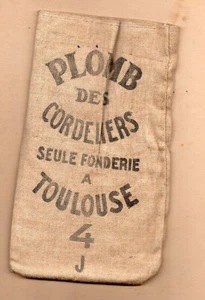 PLOMB
DES
CORDELIERS
SEULE FONDERIE
A
TOULOUSE
4
J